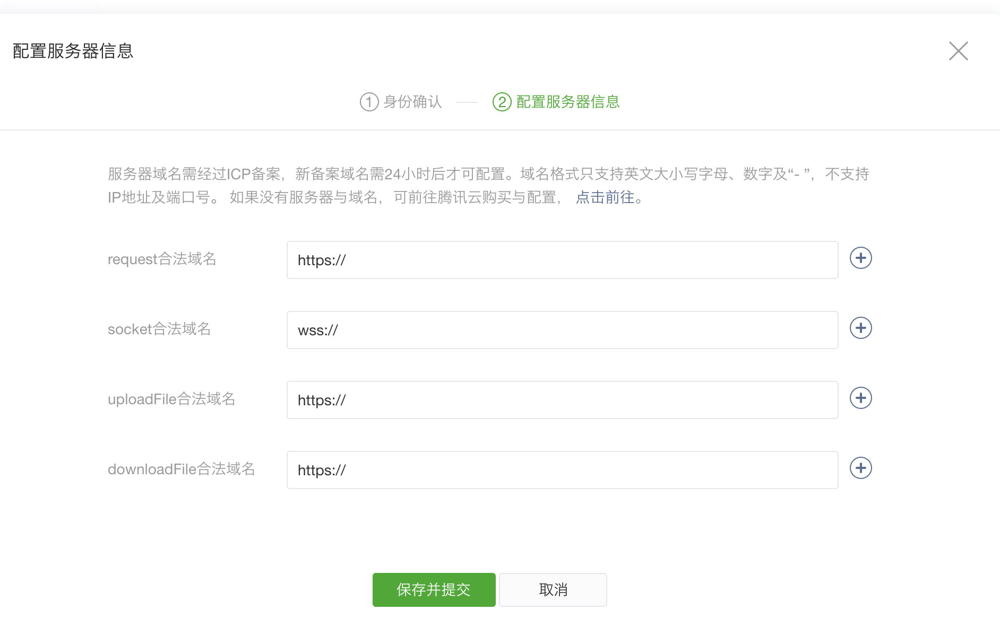 配置服务器信息
1 身份确认
2 配置服务器信息
服务器域名需经过ICP备案，新备案域名需24小时后才可配置。域名格式只支持英文大小写字母、数字及“- ”，不支持
IP地址及端口号。 如果没有服务器与域名，可前往腾讯云购买与配置， 点击前往。
request合法域名
https://
socket合法域名
wss://
uploadFile合法域名
https://
downloadFile合法域名
https://
保存并提交
取消